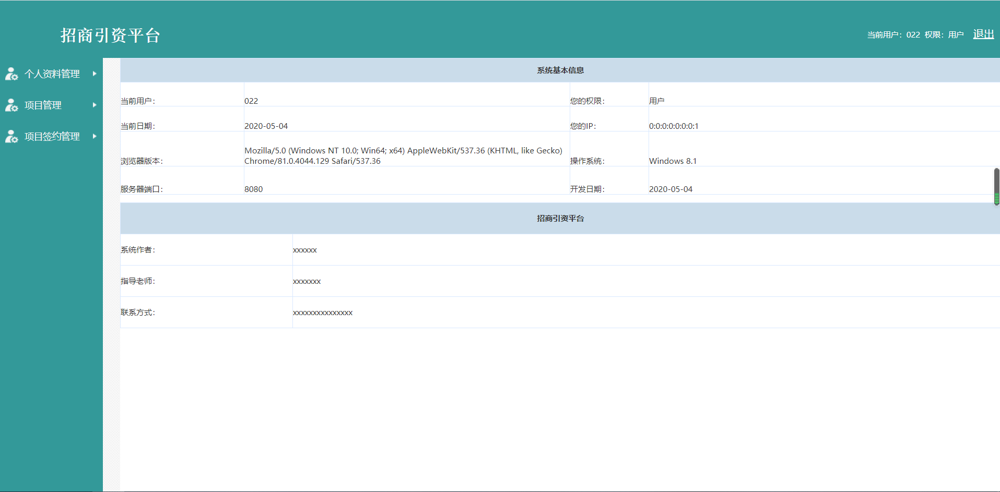 招商引资平台
当前用户：022 权限：用户 退出
个人资料管理
项目管理
项目签约管理
系统基本信息
当前用户： 022 您的权限： 用户
当前日期： 2020-05-04 您的IP： 0:0:0:0:0:0:0:1
浏览器版本： Mozilla/5.0 (Windows NT 10.0; Win64; x64) AppleWebKit/537.36 (KHTML, like Gecko)
Chrome/81.0.4044.129 Safari/537.36 操作系统： Windows 8.1
服务器端口： 8080 开发日期： 2020-05-04
招商引资平台
系统作者： xxxxxx
指导老师： xxxxxxx
联系方式： xxxxxxxxxxxxxxx